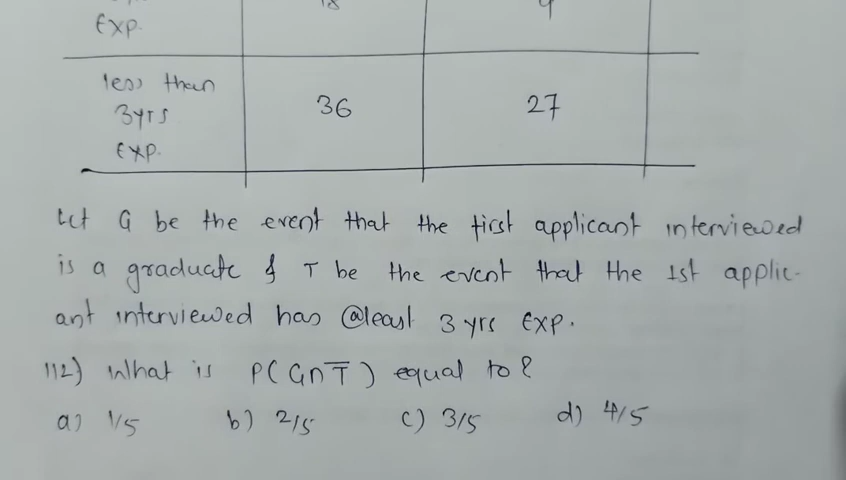 18 9
Exp.
less than
3yrs 36 27
Exp.
Let G be the event that the first applicant interviewed
is a graduate & T be the event that the 1st applic-
ant interviewed has @least 3 yrs Exp.
112) What is P(G∩T̅) equal to?
a) 1/5 b) 2/5 c) 3/5 d) 4/5